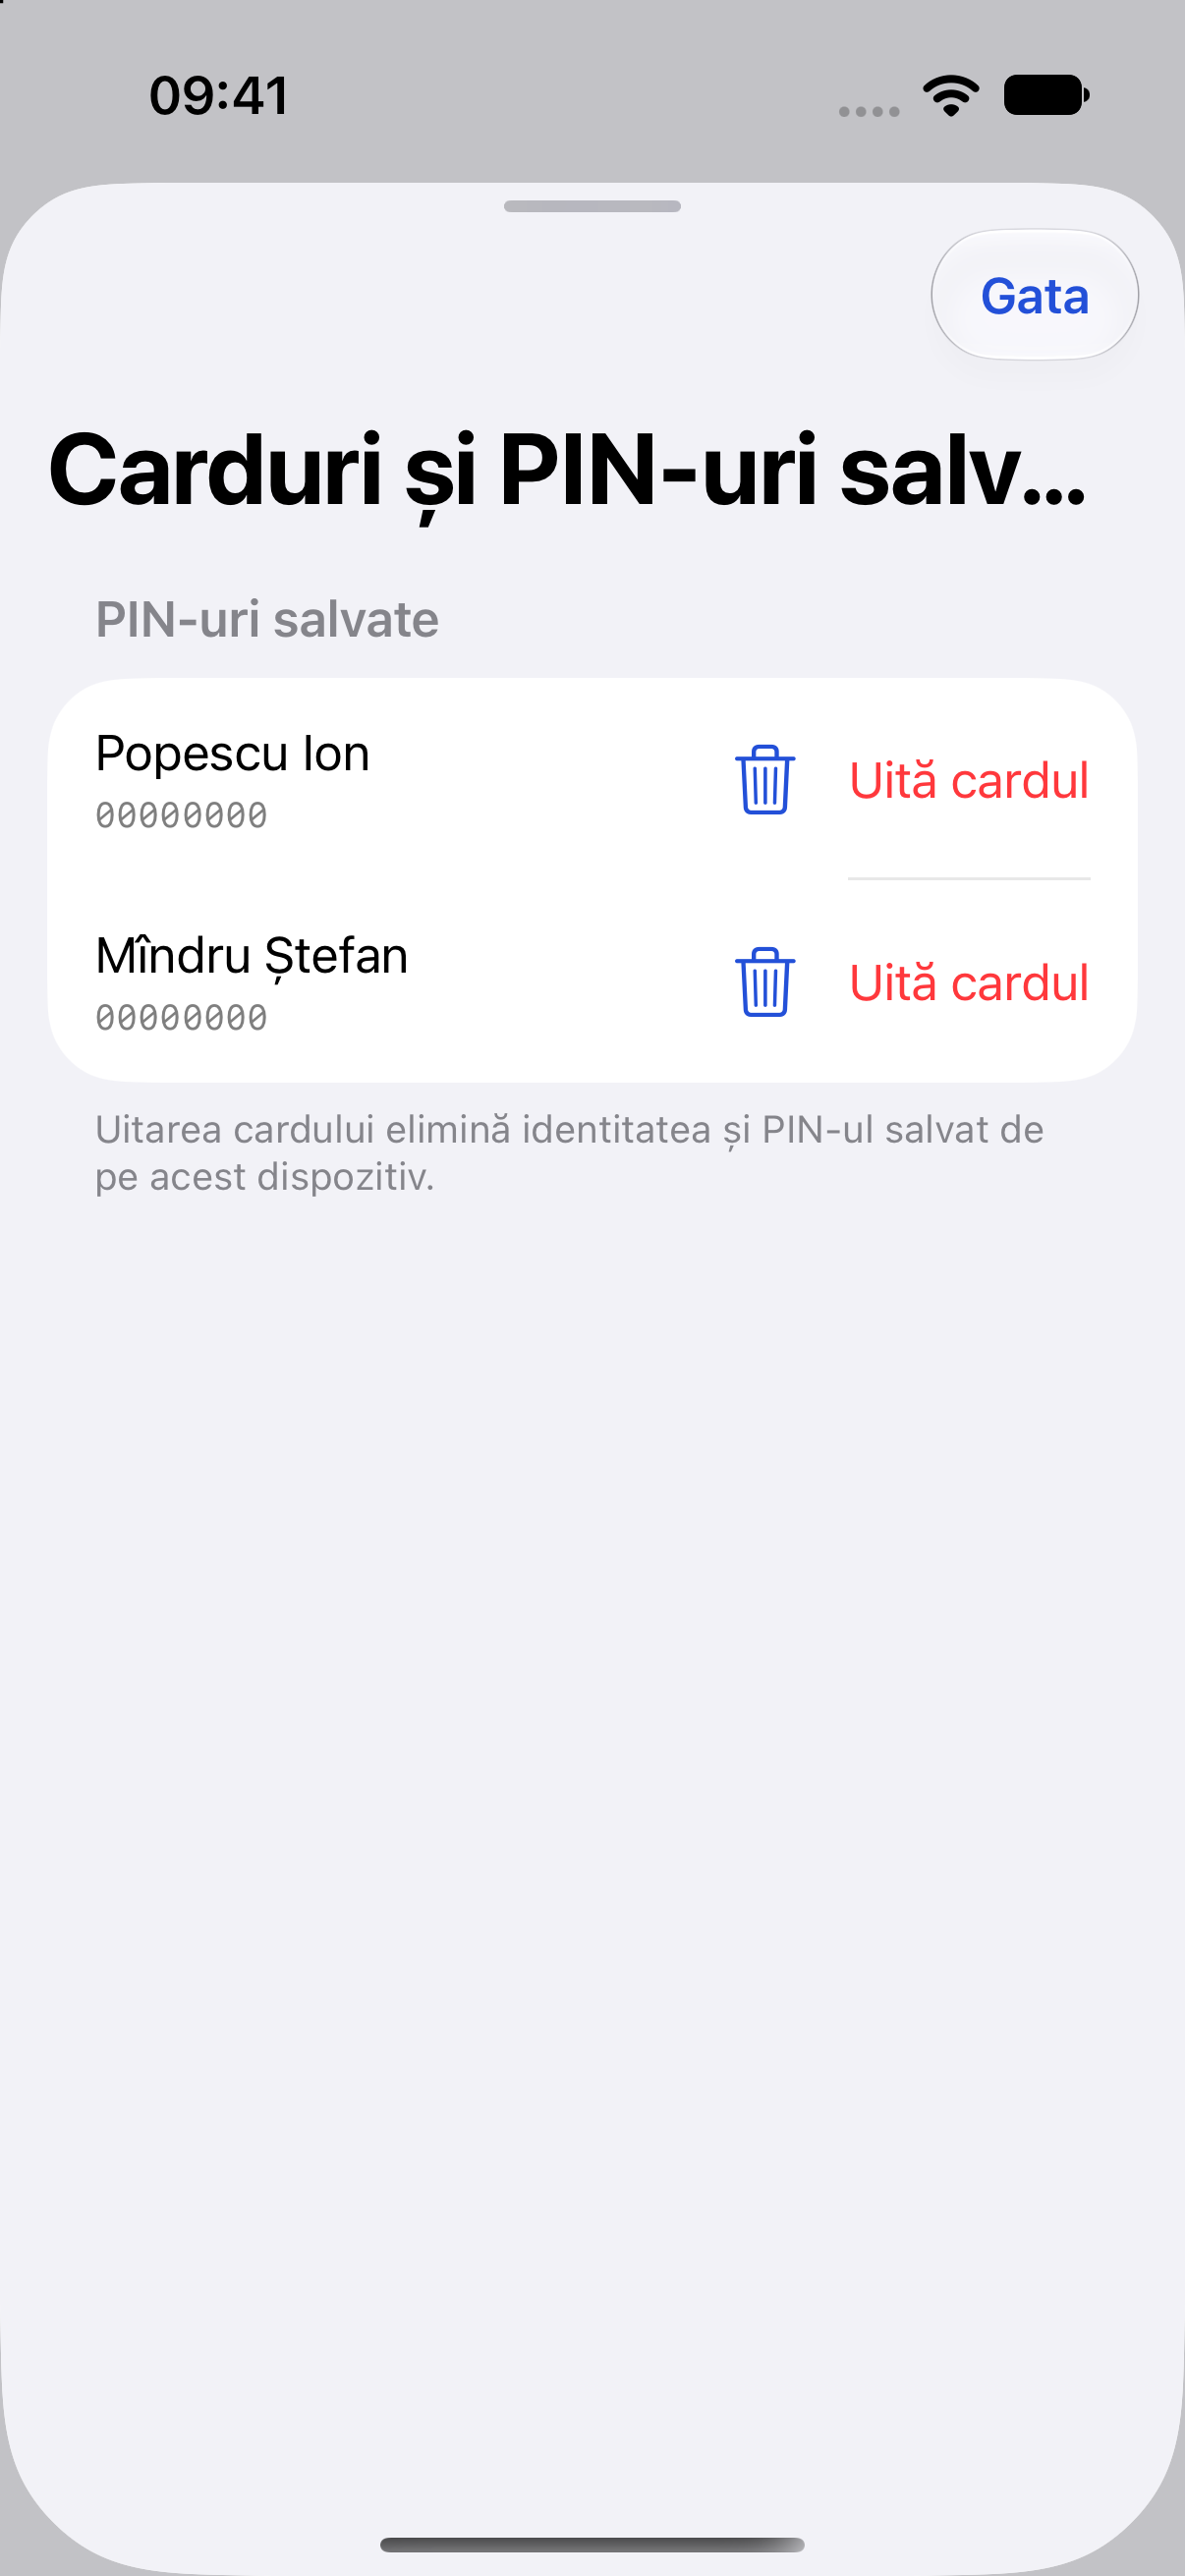 09:41
Gata
Carduri și PIN-uri salv...
PIN-uri salvate
Popescu Ion
00000000
Uită cardul
Mîndru Ștefan
00000000
Uită cardul
Uitarea cardului elimină identitatea și PIN-ul salvat de
pe acest dispozitiv.